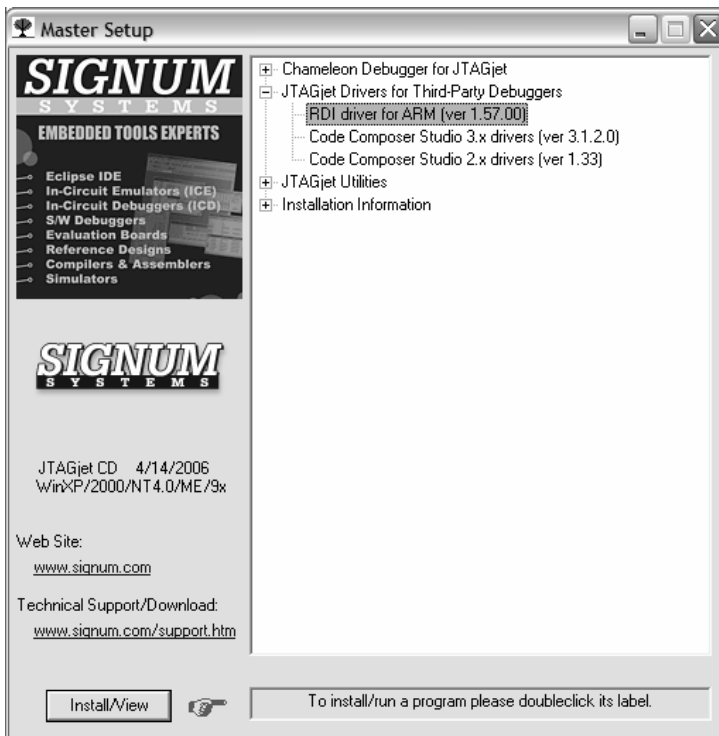 Master Setup
SIGNUM
SYSTEMS
EMBEDDED TOOLS EXPERTS
Eclipse IDE
In-Circuit Emulators (ICE)
In-Circuit Debuggers (ICD)
S/W Debuggers
Evaluation Boards
Reference Designs
Compilers & Assemblers
Simulators
SIGNUM
SYSTEMS
JTAGjet CD 4/14/2006
WinXP/2000/NT4.0/ME/9x
Web Site:
www.signum.com
Technical Support/Download:
www.signum.com/support.htm
Install/View
Chameleon Debugger for JTAGjet
JTAGjet Drivers for Third-Party Debuggers
RDI driver for ARM (ver 1.57.00)
Code Composer Studio 3.x drivers (ver 3.1.2.0)
Code Composer Studio 2.x drivers (ver 1.33)
JTAGjet Utilities
Installation Information
To install/run a program please doubleclick its label.